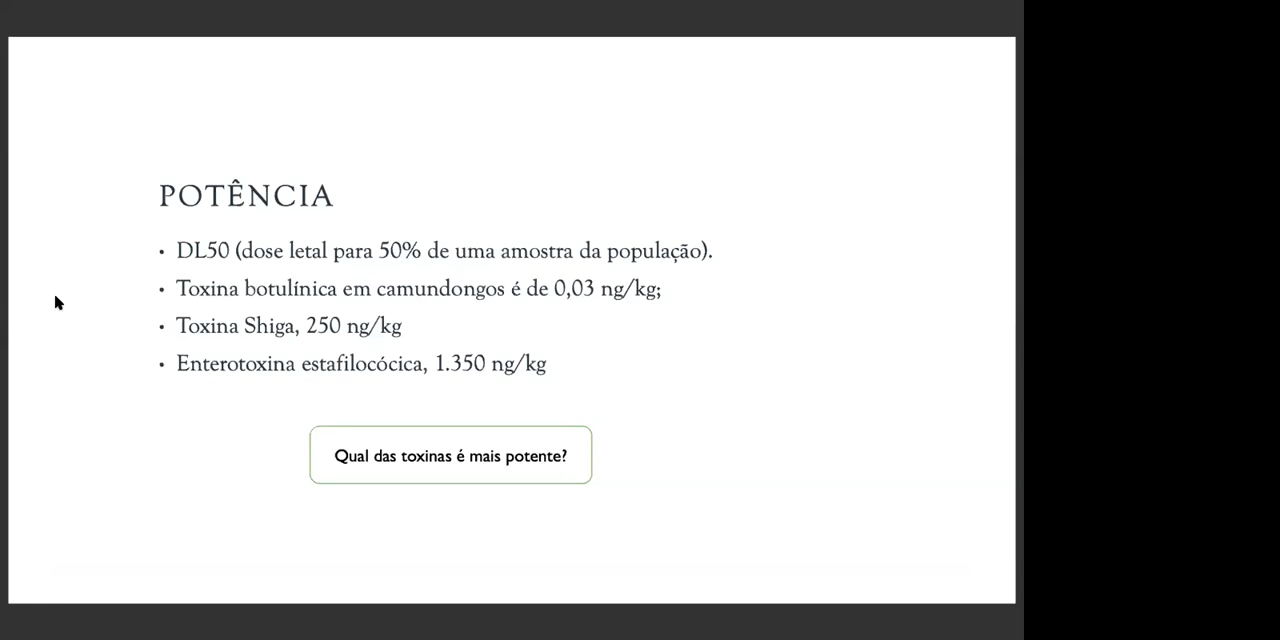 POTÊNCIA
• DL50 (dose letal para 50% de uma amostra da população).
• Toxina botulínica em camundongos é de 0,03 ng/kg;
• Toxina Shiga, 250 ng/kg
• Enterotoxina estafilocócica, 1.350 ng/kg
Qual das toxinas é mais potente?